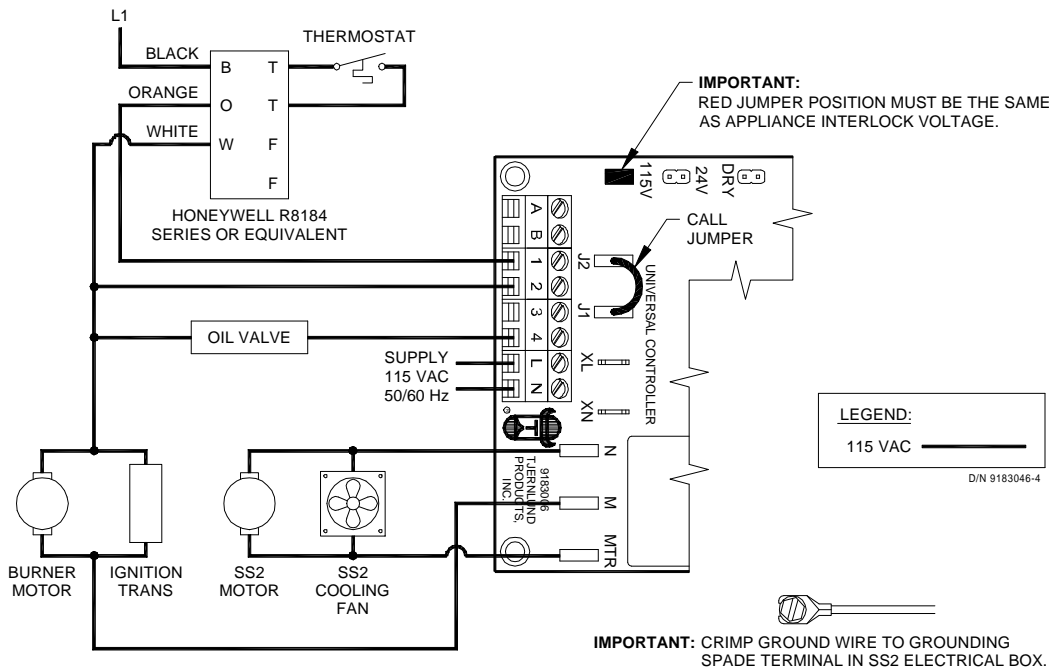 L1
BLACK
ORANGE
WHITE
B T
O T
W F
F
THERMOSTAT
HONEYWELL R8184
SERIES OR EQUIVALENT
IMPORTANT:
RED JUMPER POSITION MUST BE THE SAME
AS APPLIANCE INTERLOCK VOLTAGE.
115V
24V
DRY
CALL
JUMPER
A
B
1
2
3
4
L
N
J2
J1
XL
XN
UNIVERSAL CONTROLLER
OIL VALVE
SUPPLY
115 VAC
50/60 Hz
T
9183006
TJERNLUND
PRODUCTS,
INC.
N
M
MTR
LEGEND:
115 VAC
D/N 9183046-4
BURNER
MOTOR
IGNITION
TRANS
SS2
MOTOR
SS2
COOLING
FAN
IMPORTANT: CRIMP GROUND WIRE TO GROUNDING
SPADE TERMINAL IN SS2 ELECTRICAL BOX.